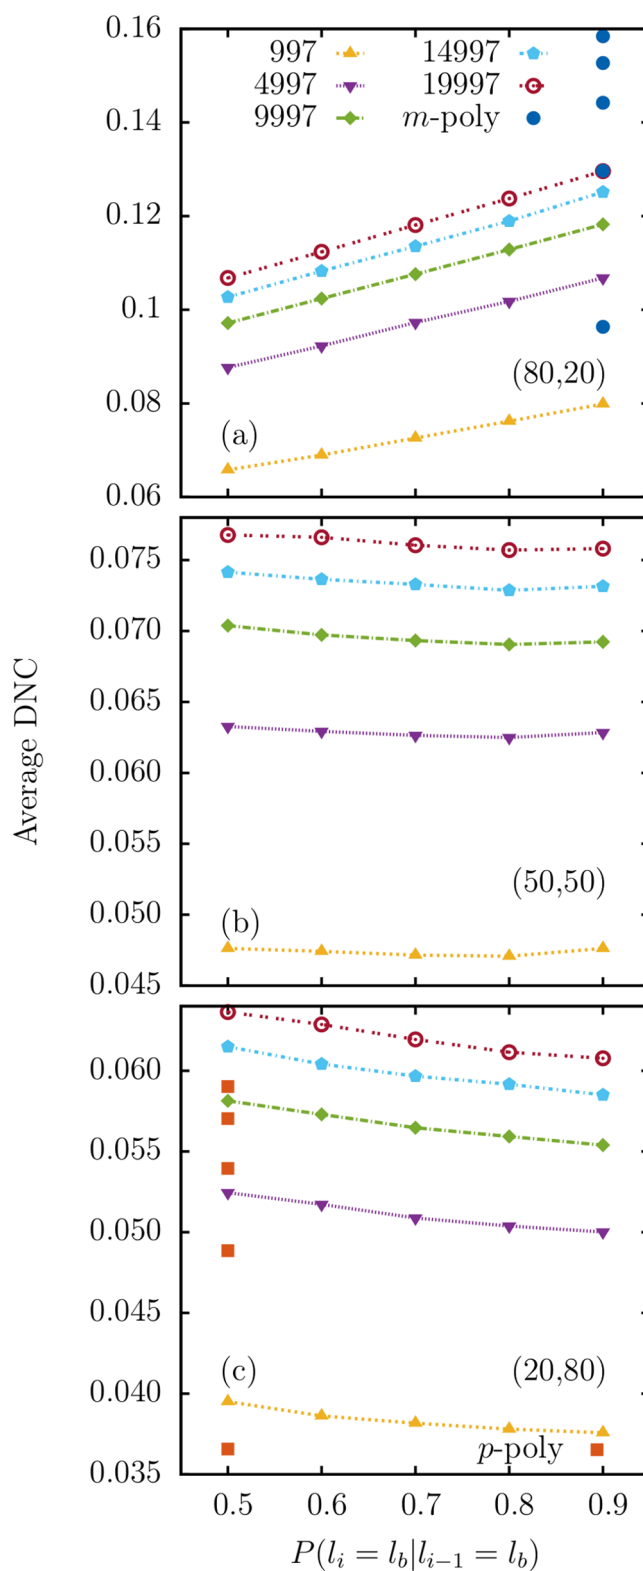 Average DNC
0.16
0.14
0.12
0.1
0.08
0.06
997 14997
4997 19997
9997 m-poly
(80,20)
(a)
0.075
0.070
0.065
0.060
0.055
0.050
0.045
(50,50)
(b)
0.060
0.055
0.050
0.045
0.040
0.035
(c) (20,80)
p-poly
0.5 0.6 0.7 0.8 0.9
P(l_i = l_b|l_{i−1} = l_b)